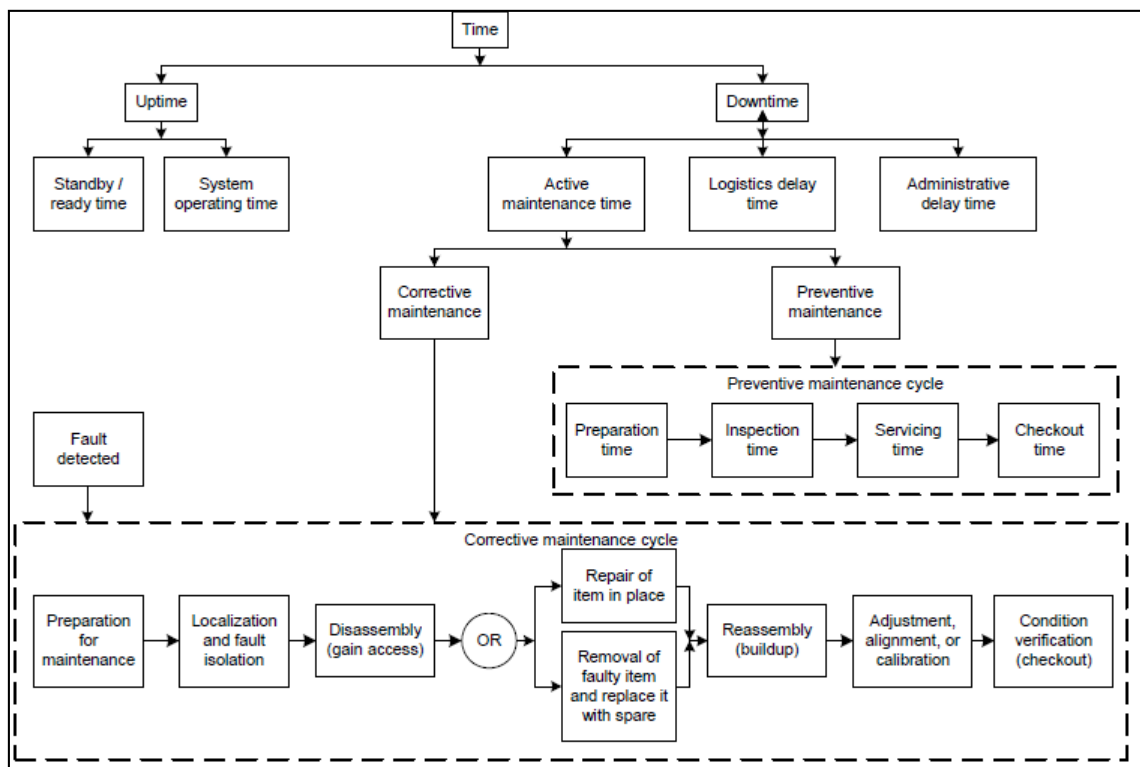 Time
Uptime
Downtime
Standby /
ready time
System
operating time
Active
maintenance time
Logistics delay
time
Administrative
delay time
Corrective
maintenance
Preventive
maintenance
Preventive maintenance cycle
Preparation
time
Inspection
time
Servicing
time
Checkout
time
Fault
detected
Corrective maintenance cycle
Preparation
for
maintenance
Localization
and fault
isolation
Disassembly
(gain access)
OR
Repair of
item in place
Removal of
faulty item
and replace it
with spare
Reassembly
(buildup)
Adjustment,
alignment, or
calibration
Condition
verification
(checkout)